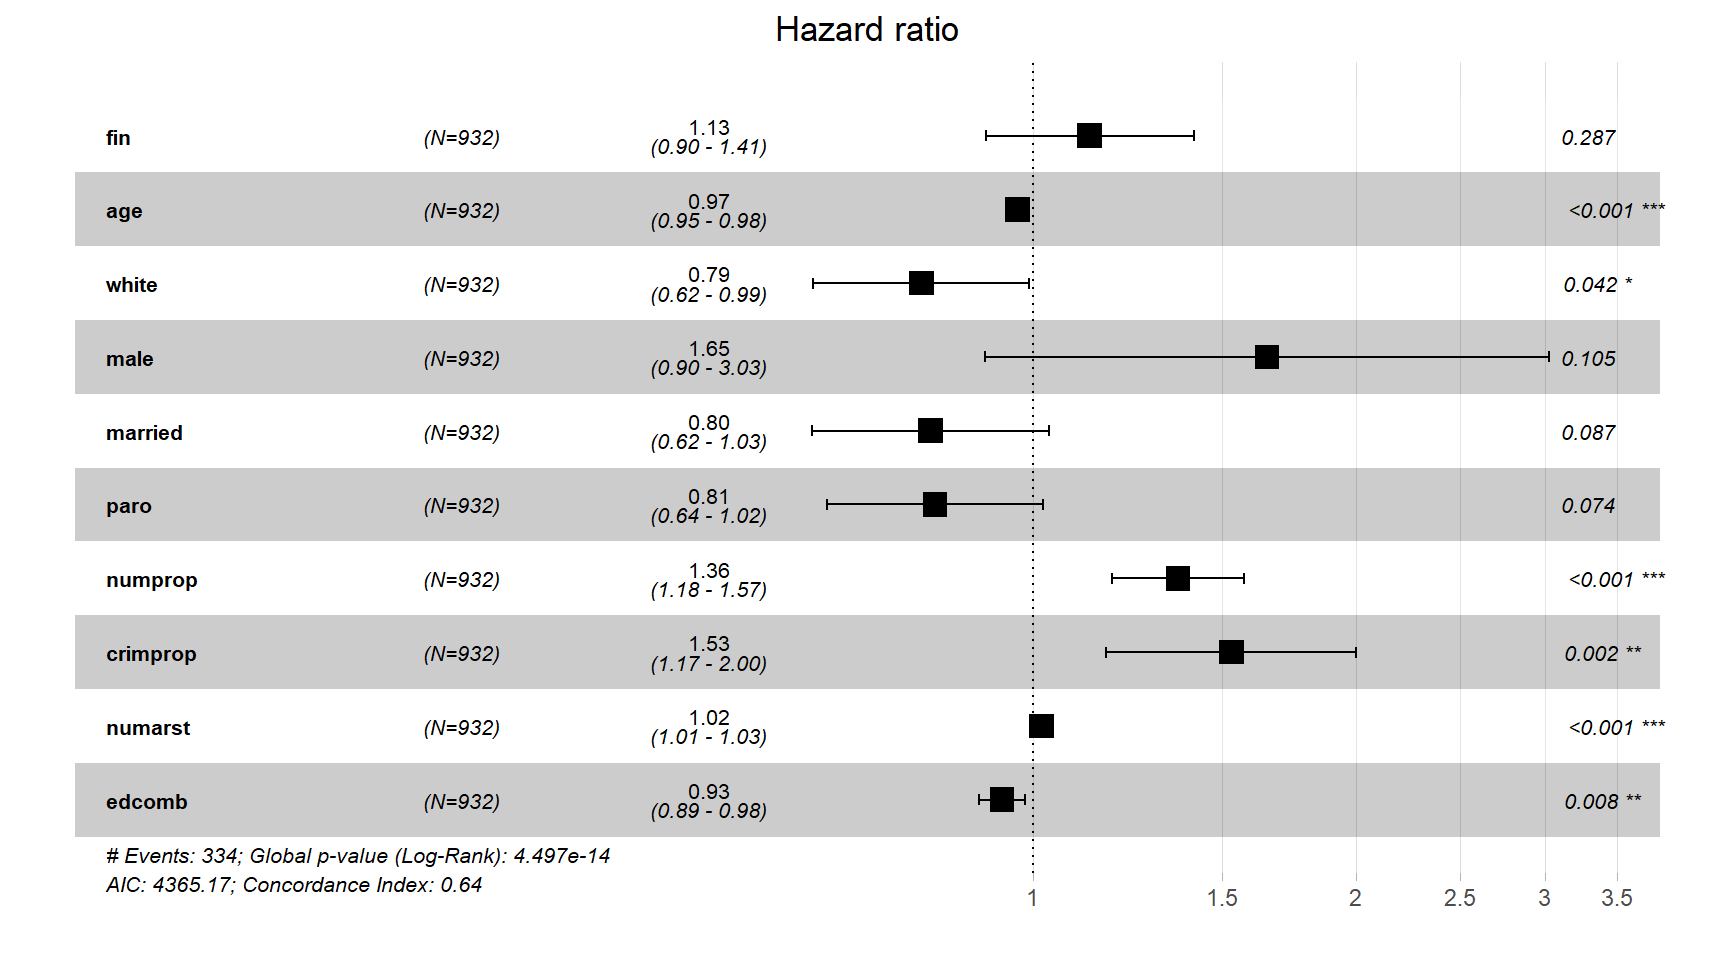 Hazard ratio
fin (N=932) 1.13 (0.90 - 1.41) 0.287
age (N=932) 0.97 (0.95 - 0.98) <0.001 ***
white (N=932) 0.79 (0.62 - 0.99) 0.042 *
male (N=932) 1.65 (0.90 - 3.03) 0.105
married (N=932) 0.80 (0.62 - 1.03) 0.087
paro (N=932) 0.81 (0.64 - 1.02) 0.074
numprop (N=932) 1.36 (1.18 - 1.57) <0.001 ***
crimprop (N=932) 1.53 (1.17 - 2.00) 0.002 **
numarst (N=932) 1.02 (1.01 - 1.03) <0.001 ***
edcomb (N=932) 0.93 (0.89 - 0.98) 0.008 **
# Events: 334; Global p-value (Log-Rank): 4.497e-14
AIC: 4365.17; Concordance Index: 0.64
1 1.5 2 2.5 3 3.5